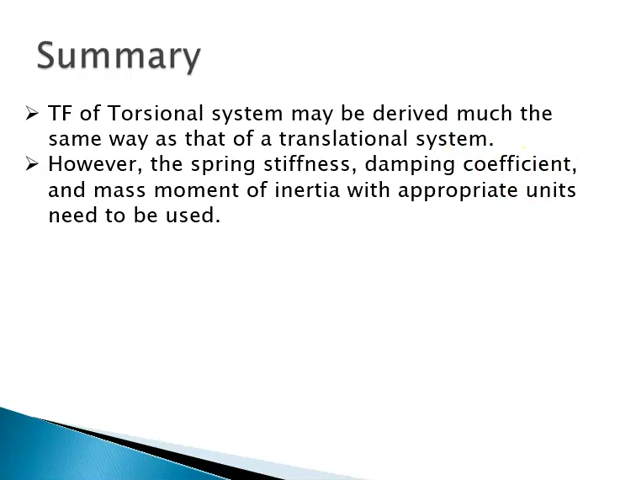 Summary
➢ TF of Torsional system may be derived much the
same way as that of a translational system.
➢ However, the spring stiffness, damping coefficient,
and mass moment of inertia with appropriate units
need to be used.